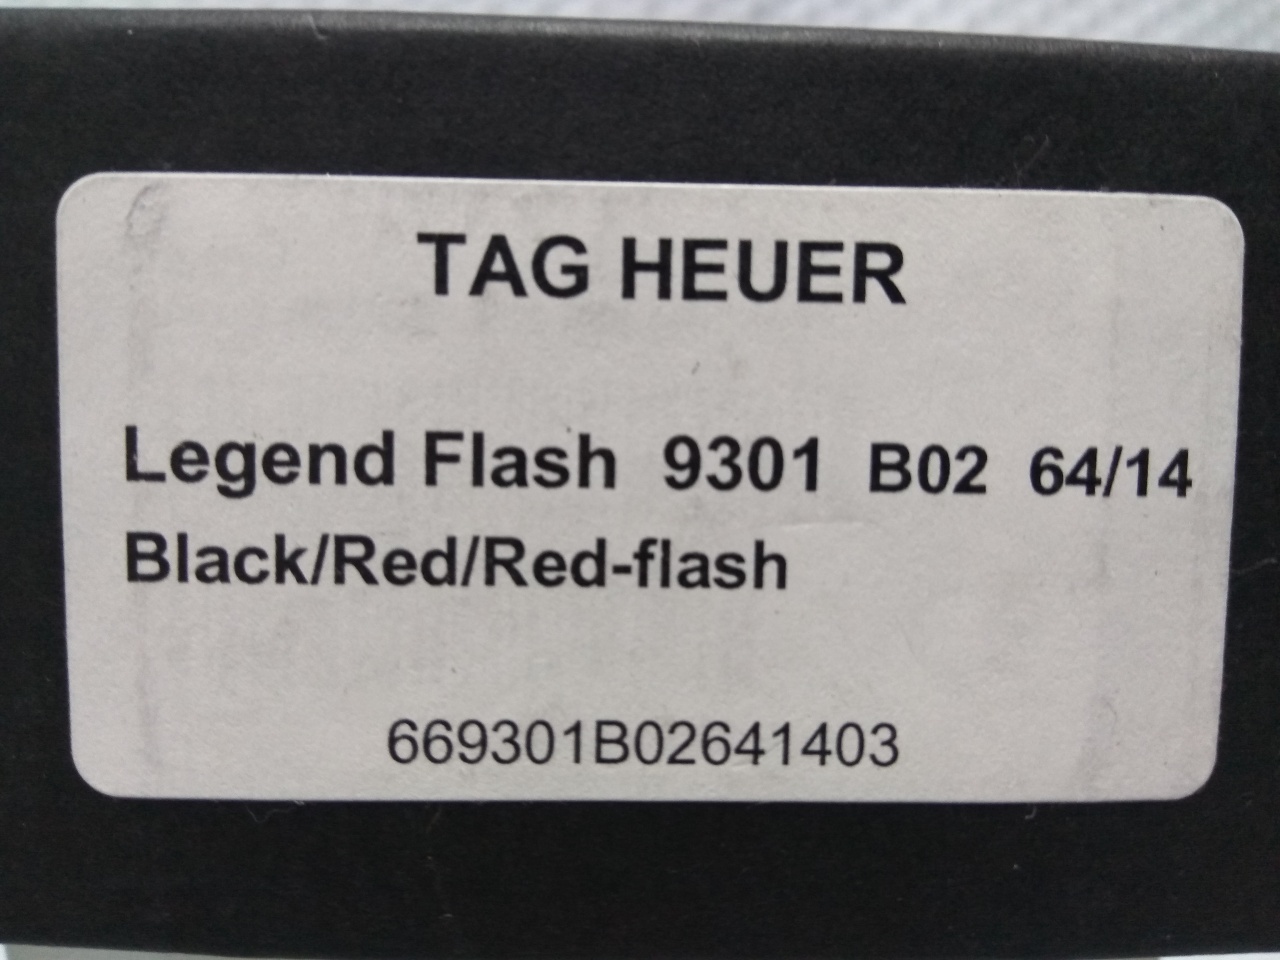 TAG HEUER
Legend Flash 9301 B02 64/14
Black/Red/Red-flash
669301B02641403